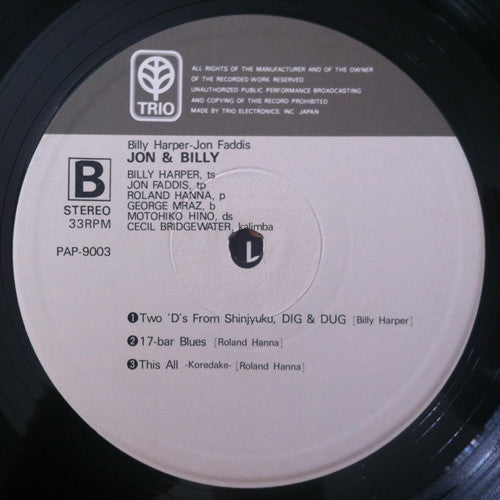 TRIO
ALL RIGHTS OF THE MANUFACTURER AND OF THE OWNER
OF THE RECORDED WORK RESERVED
UNAUTHORIZED PUBLIC PERFORMANCE BROADCASTING
AND COPYING OF THIS RECORD PROHIBITED
MADE BY TRIO ELECTRONICS, INC. JAPAN
Billy Harper-Jon Faddis
JON & BILLY
B
STEREO
33RPM
PAP-9003
BILLY HARPER, ts
JON FADDIS, tp
ROLAND HANNA, p
GEORGE MRAZ, b
MOTOHIKO HINO, ds
CECIL BRIDGEWATER, kalimba
❶Two 'D's From Shinjyuku, DIG & DUG [Billy Harper]
❷17-bar Blues [Roland Hanna]
❸This All -Koredake- [Roland Hanna]